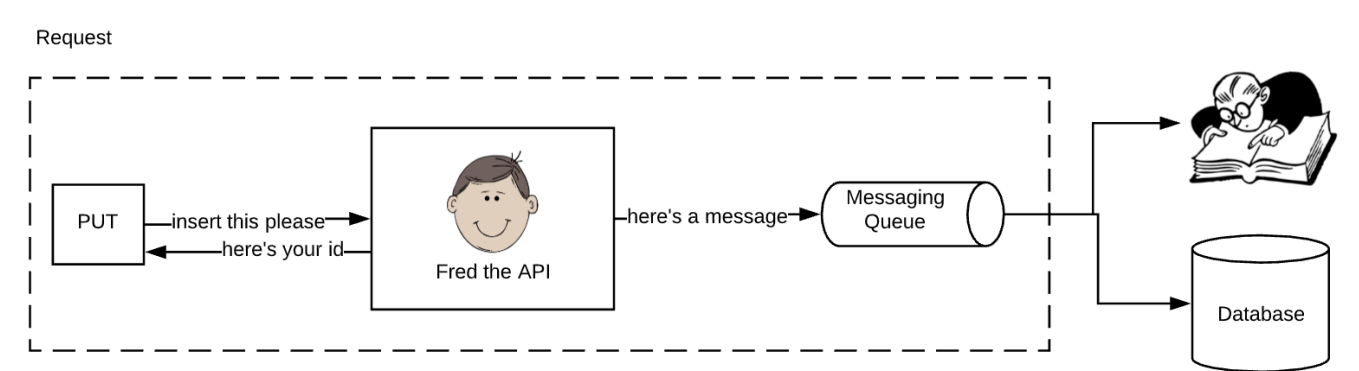 Request
PUT
insert this please
here's your id
Fred the API
here's a message
Messaging
Queue
Database